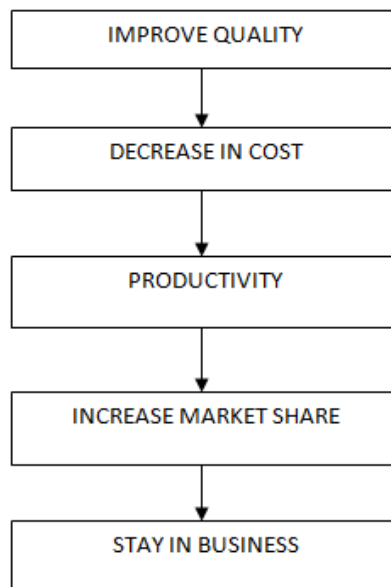 IMPROVE QUALITY
DECREASE IN COST
PRODUCTIVITY
INCREASE MARKET SHARE
STAY IN BUSINESS